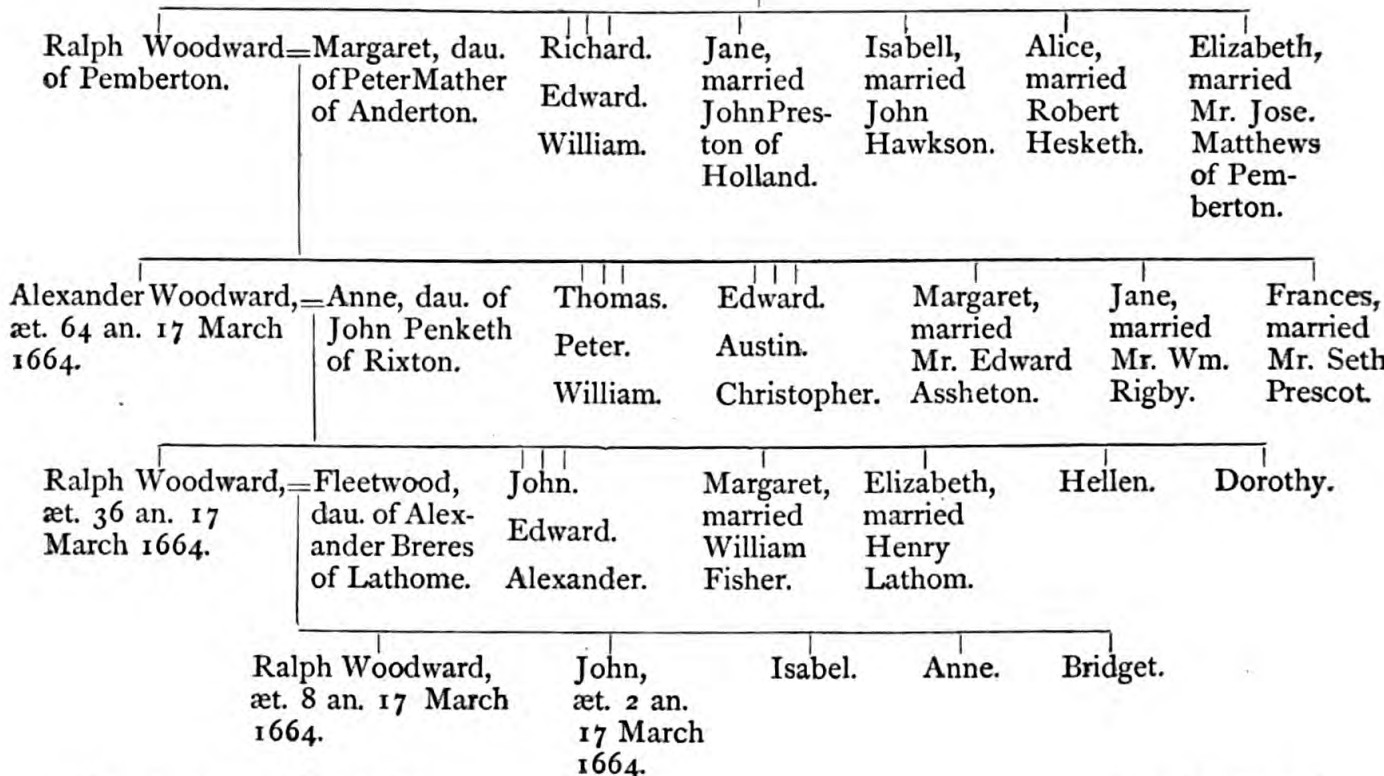 Ralph Woodward=Margaret, dau.
of Pemberton.
of Peter Mather
of Anderton.
Richard.
Edward.
William.
Jane,
married
John Pres-
ton of
Holland.
Isabell,
married
John
Hawkson.
Alice,
married
Robert
Hesketh.
Elizabeth,
married
Mr. Jose.
Matthews
of Pem-
berton.
Alexander Woodward,=Anne, dau. of
æt. 64 an. 17 March
1664.
John Penketh
of Rixton.
Thomas.
Peter.
William.
Edward.
Austin.
Christopher.
Margaret,
married
Mr. Edward
Assheton.
Jane,
married
Mr. Wm.
Rigby.
Frances,
married
Mr. Seth
Prescot.
Ralph Woodward,=Fleetwood,
æt. 36 an. 17
March 1664.
dau. of Alex-
ander Breres
of Lathome.
John.
Edward.
Alexander.
Margaret,
married
William
Fisher.
Elizabeth,
married
Henry
Lathom.
Hellen.
Dorothy.
Ralph Woodward,
æt. 8 an. 17 March
1664.
John,
æt. 2 an.
17 March
1664.
Isabel.
Anne.
Bridget.